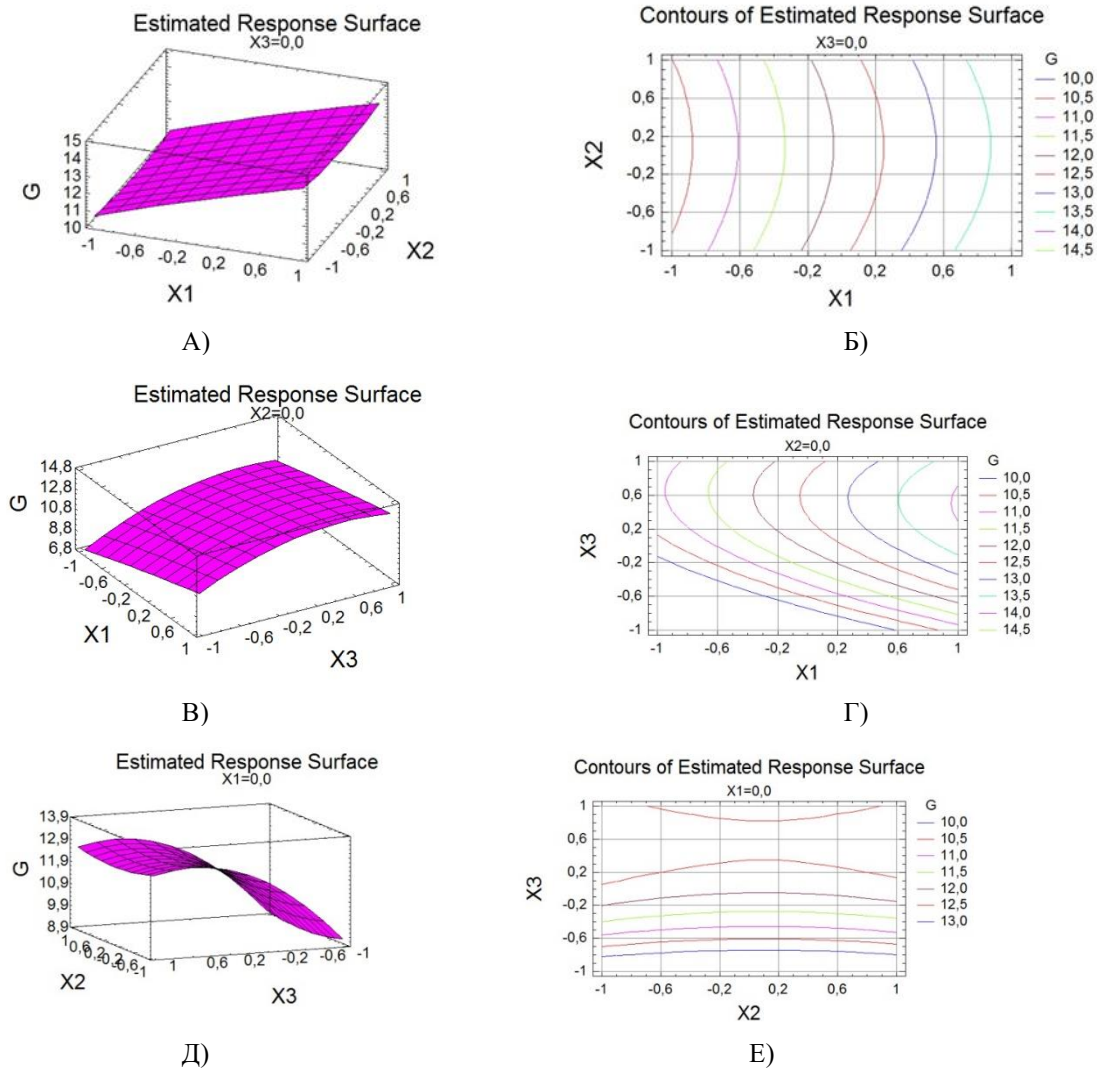 Estimated Response Surface
X3=0,0
G
15
14
13
12
11
10
-1 -0,6 -0,2 0,2 0,6 1
X1
-1 -0,6 -0,2 0,2 0,6 1
X2
А)
Contours of Estimated Response Surface
X3=0,0
X2
1
0,6
0,2
-0,2
-0,6
-1
-1 -0,6 -0,2 0,2 0,6 1
X1
G
10,0
10,5
11,0
11,5
12,0
12,5
13,0
13,5
14,0
14,5
Б)
Estimated Response Surface
X2=0,0
G
14,8
12,8
10,8
8,8
6,8
-1 -0,6 -0,2 0,2 0,6 1
X1
-1 -0,6 -0,2 0,2 0,6 1
X3
В)
Contours of Estimated Response Surface
X2=0,0
X3
1
0,6
0,2
-0,2
-0,6
-1
-1 -0,6 -0,2 0,2 0,6 1
X1
G
10,0
10,5
11,0
11,5
12,0
12,5
13,0
13,5
14,0
14,5
Г)
Estimated Response Surface
X1=0,0
G
13,9
12,9
11,9
10,9
9,9
8,9
1 0,6 0,2 -0,2 -0,6 -1
X2
1 0,6 0,2 -0,2 -0,6 -1
X3
Д)
Contours of Estimated Response Surface
X1=0,0
X3
1
0,6
0,2
-0,2
-0,6
-1
-1 -0,6 -0,2 0,2 0,6 1
X2
G
10,0
10,5
11,0
11,5
12,0
12,5
13,0
Е)